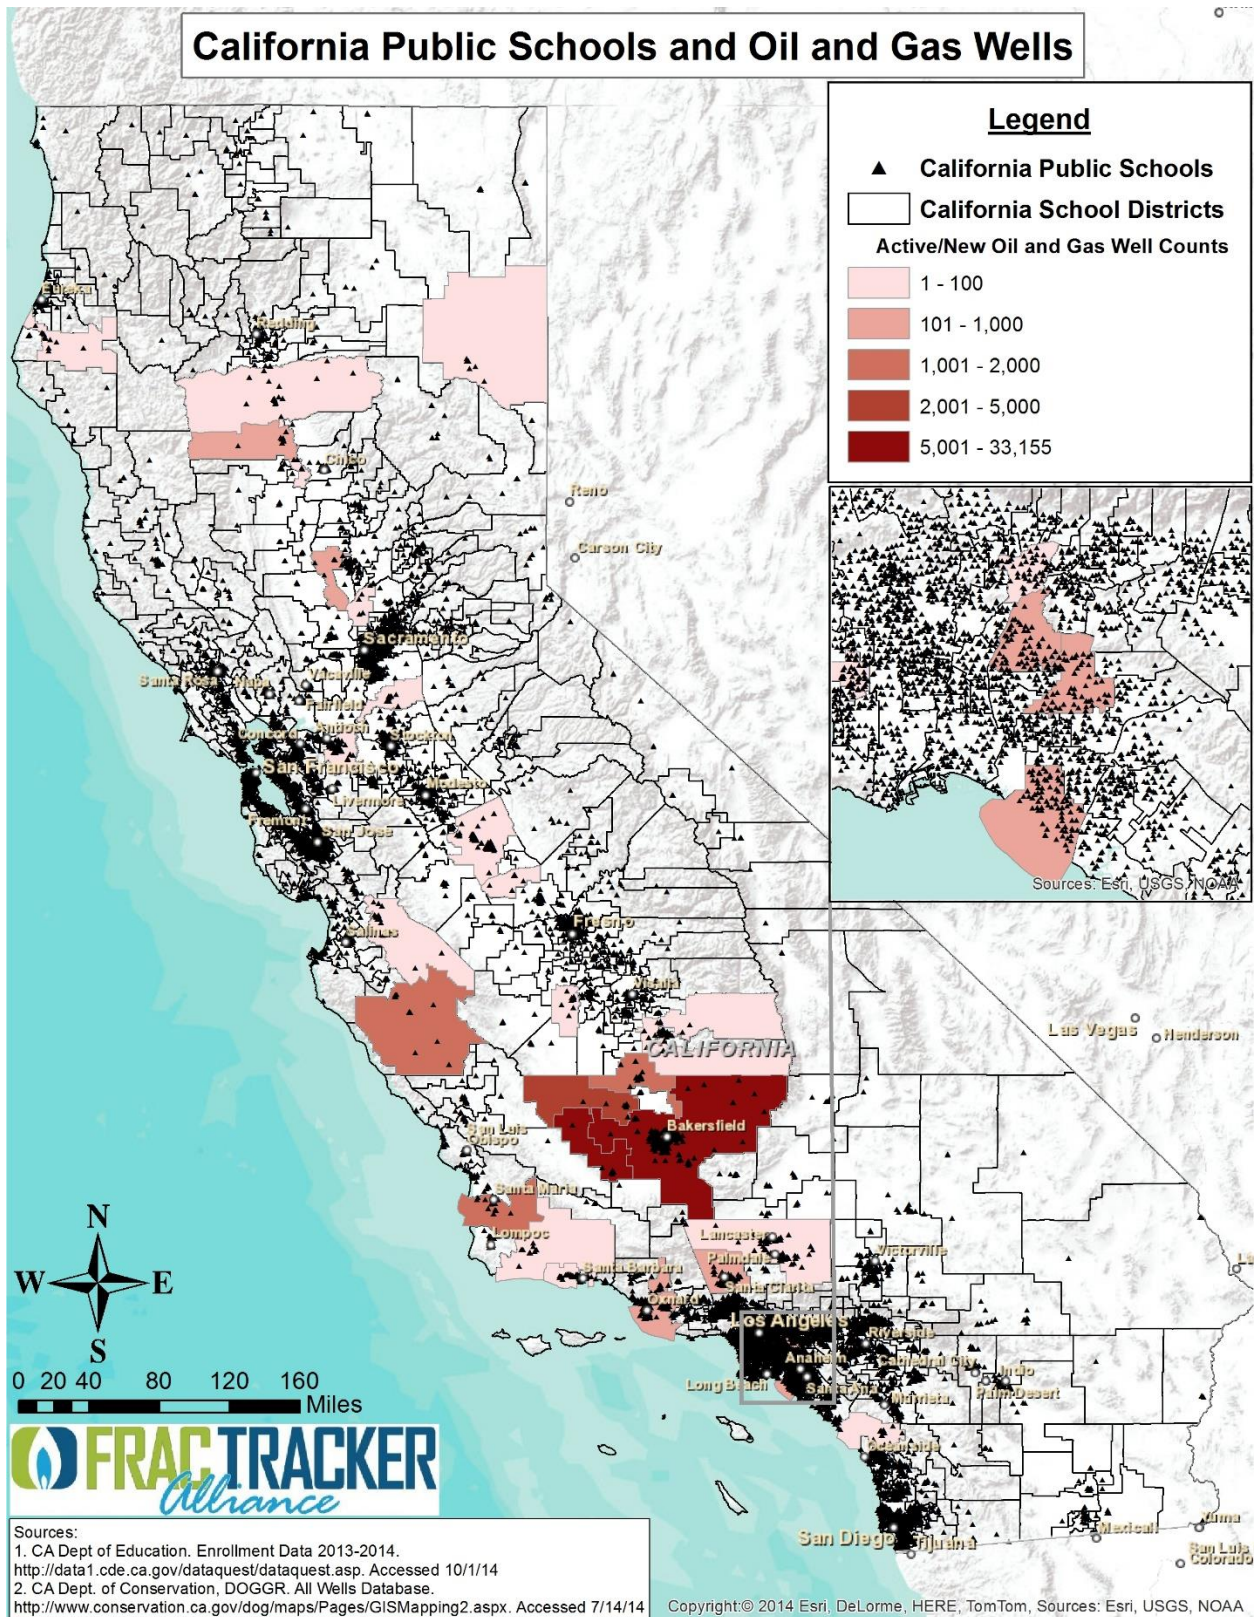 California Public Schools and Oil and Gas Wells
Legend
California Public Schools
California School Districts
Active/New Oil and Gas Well Counts
1 - 100
101 - 1,000
1,001 - 2,000
2,001 - 5,000
5,001 - 33,155
Eureka
Redding
Chico
Reno
Carson City
Sacramento
Santa Rosa
Napa
Vacaville
Fairfield
Concord
Antioch
Stockton
San Francisco
Livermore
Modesto
Fremont
San Jose
Sources: Esri, USGS, NOAA
Salinas
Fresno
Visalia
CALIFORNIA
Las Vegas
Henderson
Bakersfield
San Luis
Obispo
Santa Maria
Lompoc
Lancaster
Palmdale
Victorville
Santa Barbara
Santa Clarita
Oxnard
Los Angeles
Riverside
Anaheim
Cathedral City
Indio
Long Beach
Santa Ana
Murrieta
Palm Desert
Oceanside
San Diego
Tijuana
Mexicali
Yuma
San Luis
Colorado
N
W
E
S
0 20 40 80 120 160
Miles
FRACTRACKER
Alliance
Sources:
1. CA Dept of Education. Enrollment Data 2013-2014.
http://data1.cde.ca.gov/dataquest/dataquest.asp. Accessed 10/1/14
2. CA Dept. of Conservation, DOGGR. All Wells Database.
http://www.conservation.ca.gov/dog/maps/Pages/GISMapping2.aspx. Accessed 7/14/14
Copyright:© 2014 Esri, DeLorme, HERE, TomTom, Sources: Esri, USGS, NOAA